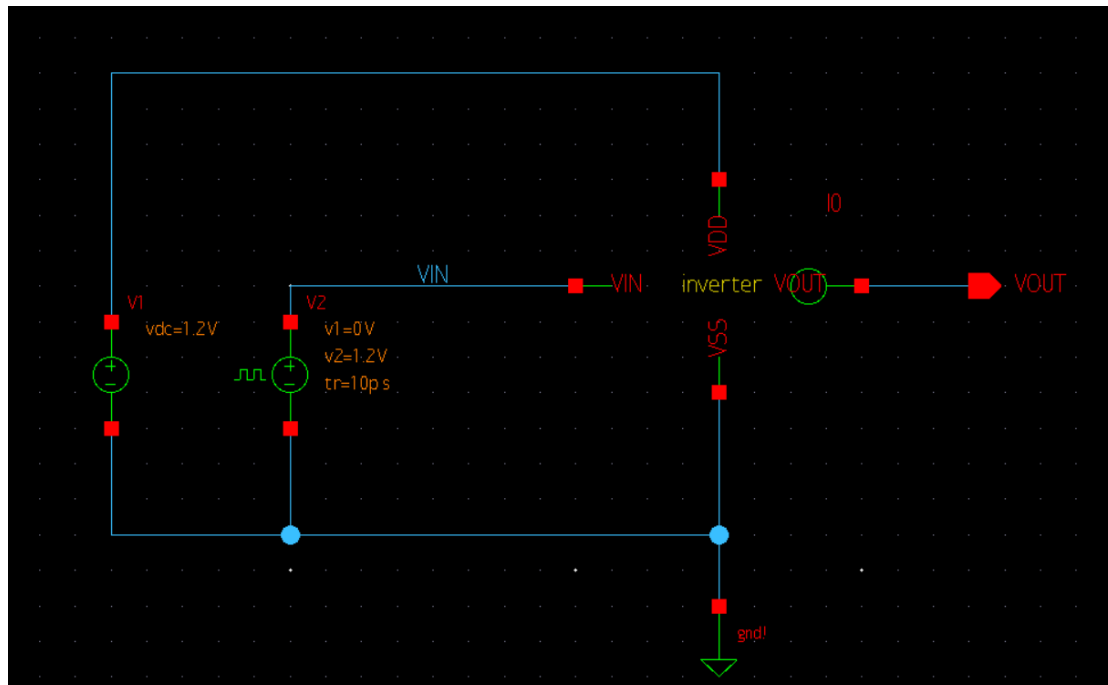 I0
VDD
VIN
VIN
inverter
VOUT
VOUT
V1
vdc=1.2V
V2
v1=0V
v2=1.2V
tr=10ps
VSS
gnd!